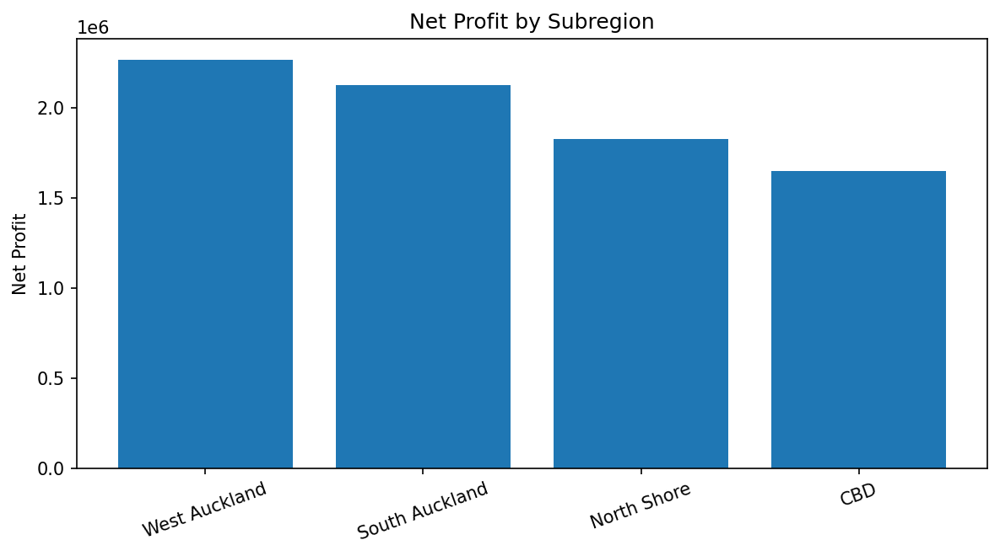 Net Profit by Subregion
1e6
Net Profit
2.0
1.5
1.0
0.5
0.0
West Auckland
South Auckland
North Shore
CBD